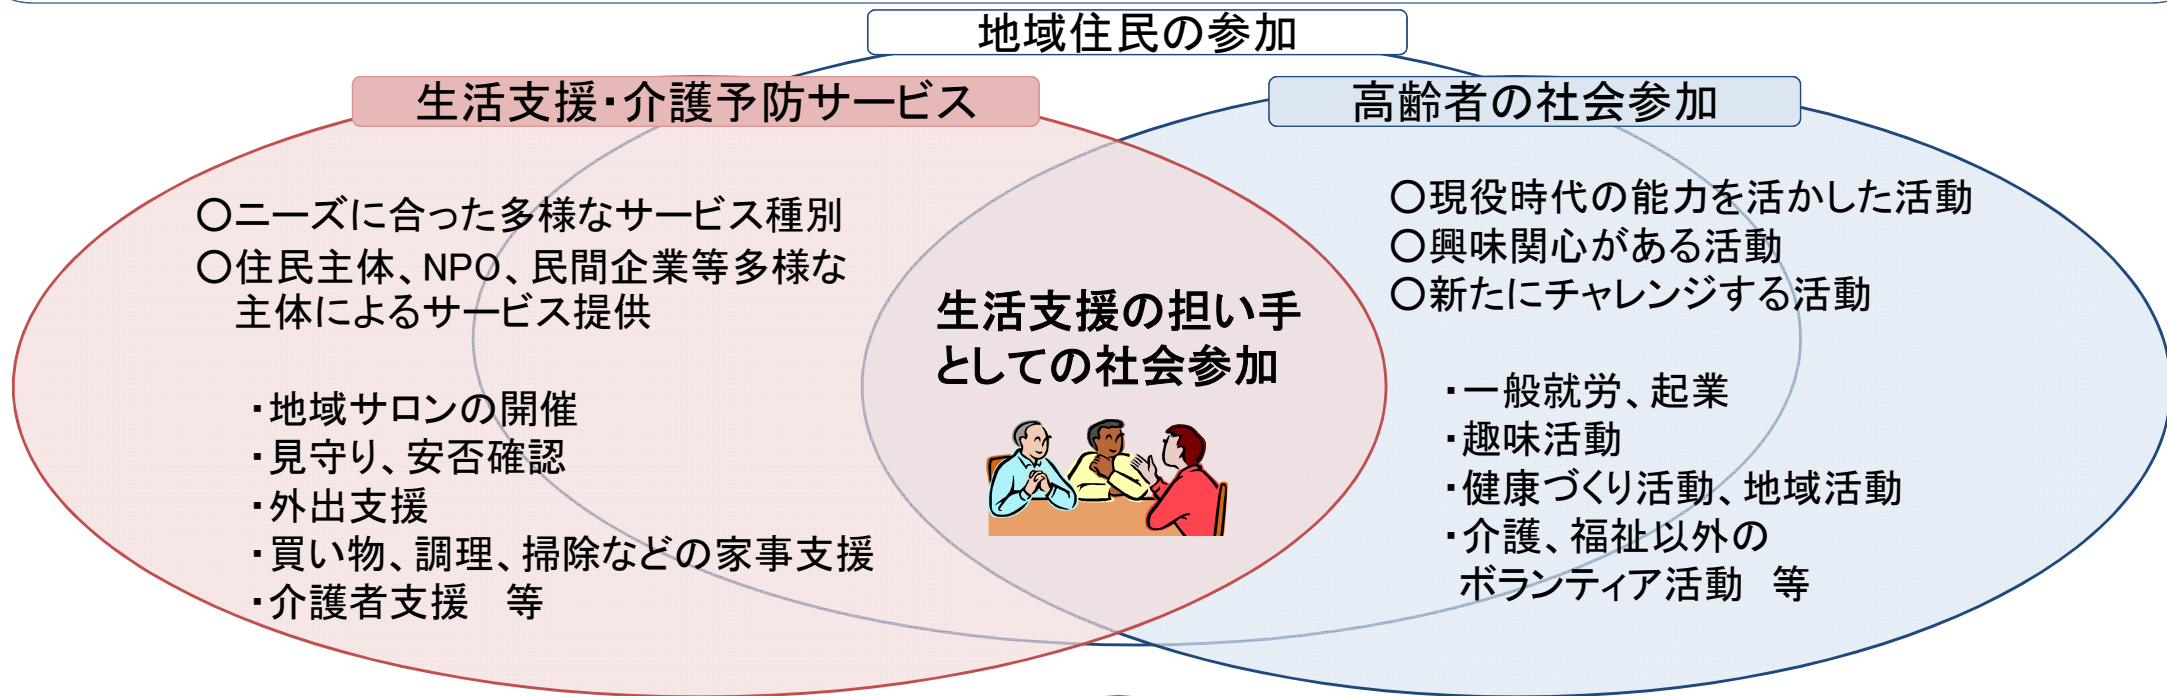 地域住民の参加
生活支援・介護予防サービス
○ニーズに合った多様なサービス種別
○住民主体、NPO、民間企業等多様な
主体によるサービス提供
・地域サロンの開催
・見守り、安否確認
・外出支援
・買い物、調理、掃除などの家事支援
・介護者支援　等
生活支援の担い手
としての社会参加
高齢者の社会参加
○現役時代の能力を活かした活動
○興味関心がある活動
○新たにチャレンジする活動
・一般就労、起業
・趣味活動
・健康づくり活動、地域活動
・介護、福祉以外の
ボランティア活動　等